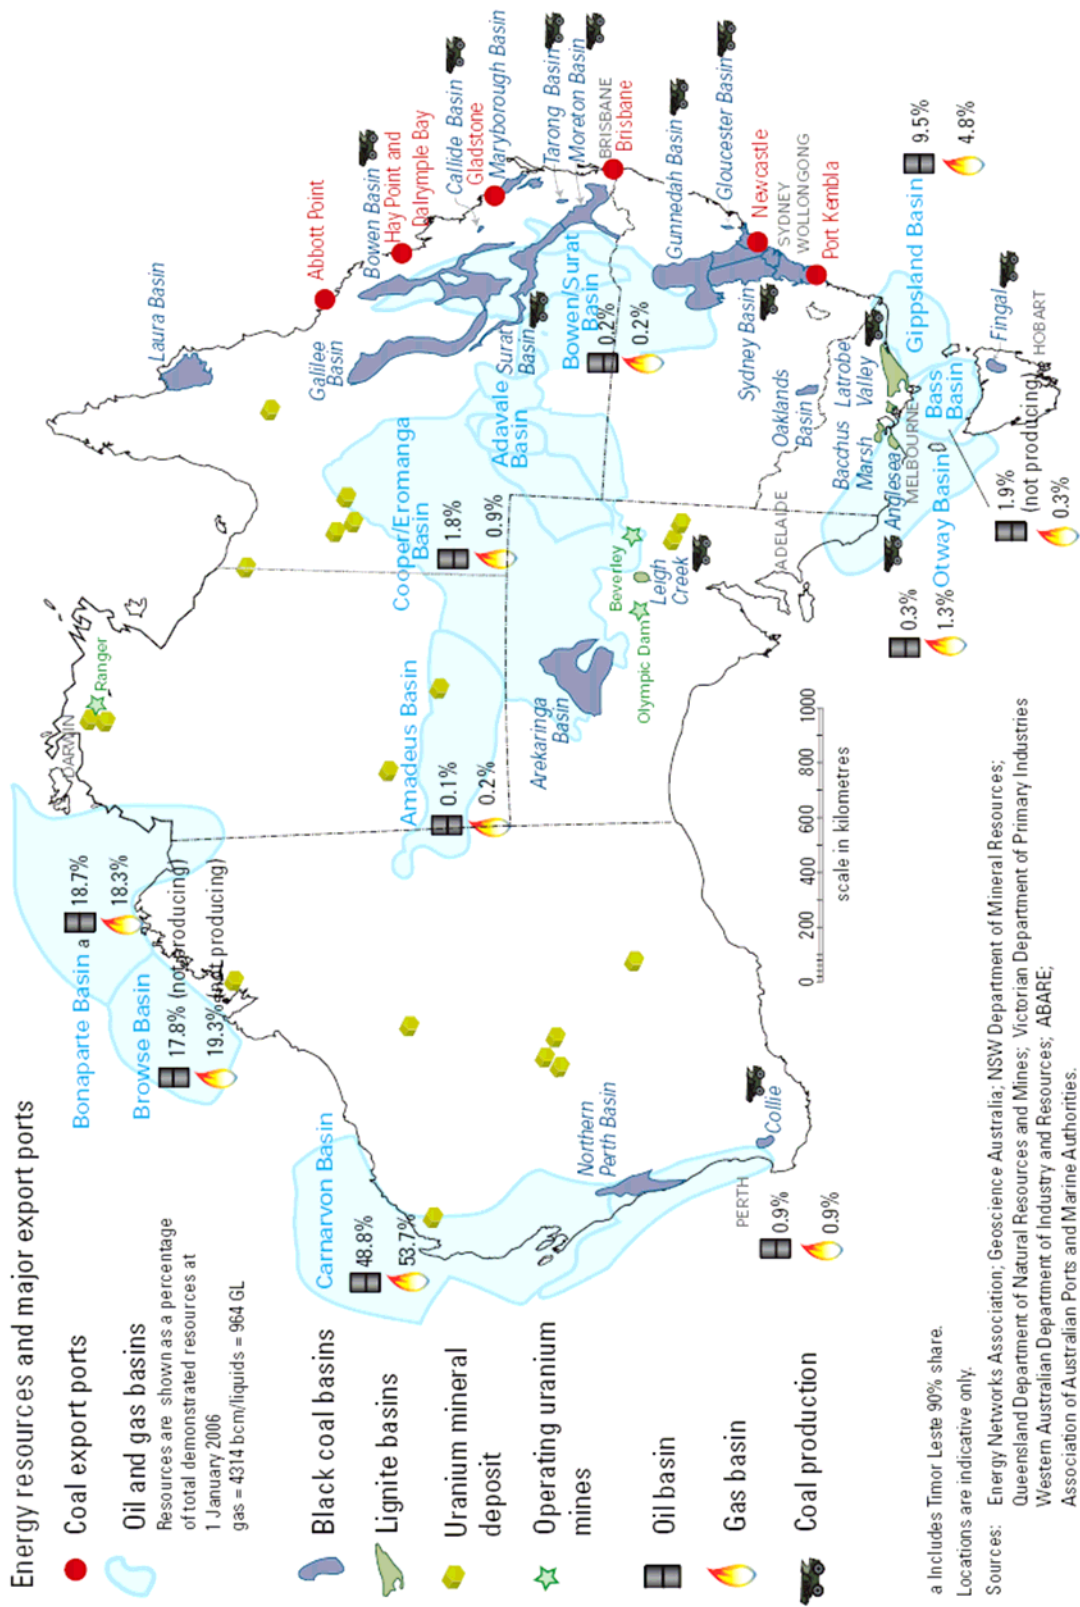 Energy resources and major export ports
Coal export ports
Oil and gas basins
Resources are shown as a percentage
of total demonstrated resources at
1 January 2006
gas = 4314 bcm/liquids = 964 GL
Black coal basins
Lignite basins
Uranium mineral
deposit
Operating uranium
mines
Oil basin
Gas basin
Coal production
Bonaparte Basin a
18.7%
18.3%
Browse Basin
17.8% (not producing)
19.3% (not producing)
Carnarvon Basin
48.8%
53.7%
Northern
Perth Basin
PERTH
0.9%
0.9%
Collie
DARWIN
Ranger
Amadeus Basin
0.1%
0.2%
Cooper/Eromanga
Basin
1.8%
0.9%
Arekaringa
Basin
Olympic Dam
Beverley
Leigh
Creek
ADELAIDE
Laura Basin
Abbott Point
Galilee
Basin
Bowen Basin
Hay Point and
Dalrymple Bay
Callide Basin
Gladstone
Maryborough Basin
Tarong Basin
Moreton Basin
BRISBANE
Brisbane
Adavale
Basin
Surat
Basin
Bowen/Surat
Basin
0.2%
0.2%
Gunnedah Basin
Gloucester Basin
Newcastle
SYDNEY
WOLLONGONG
Port Kembla
Sydney Basin
Oaklands
Basin
Bacchus
Marsh
Latrobe
Valley
Anglesea
MELBOURNE
Gippsland Basin
9.5%
4.8%
Bass
Basin
1.9%
(not producing)
0.3%
Otway Basin
0.3%
1.3%
Fingal
HOBART
0 200 400 600 800 1000
scale in kilometres
a Includes Timor Leste 90% share.
Locations are indicative only.
Sources: Energy Networks Association; Geoscience Australia; NSW Department of Mineral Resources;
Queensland Department of Natural Resources and Mines; Victorian Department of Primary Industries
Western Australian Department of Industry and Resources; ABARE;
Association of Australian Ports and Marine Authorities.